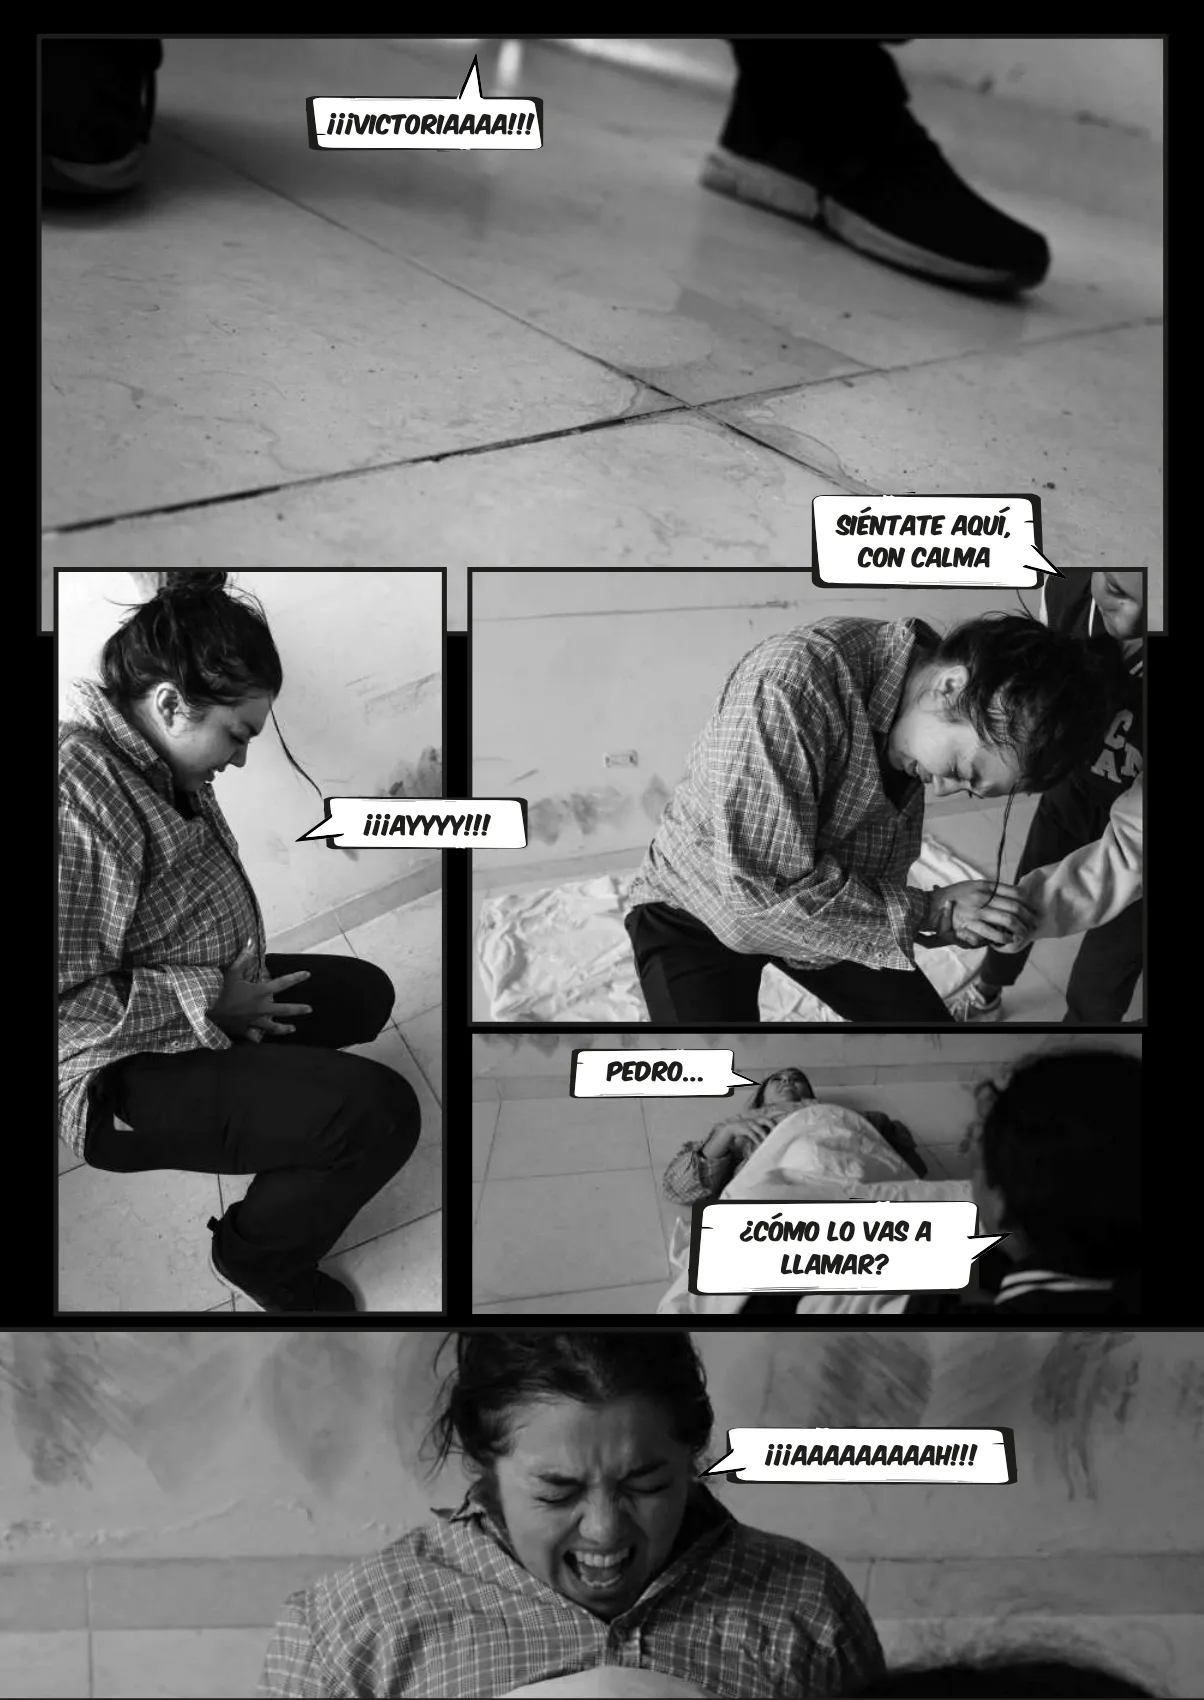 ¡¡¡VICTORIAAAA!!!
SIÉNTATE AQUÍ,
CON CALMA
¡¡¡AYYYY!!!
PEDRO...
¿CÓMO LO VAS A
LLAMAR?
¡¡¡AAAAAAAAAH!!!